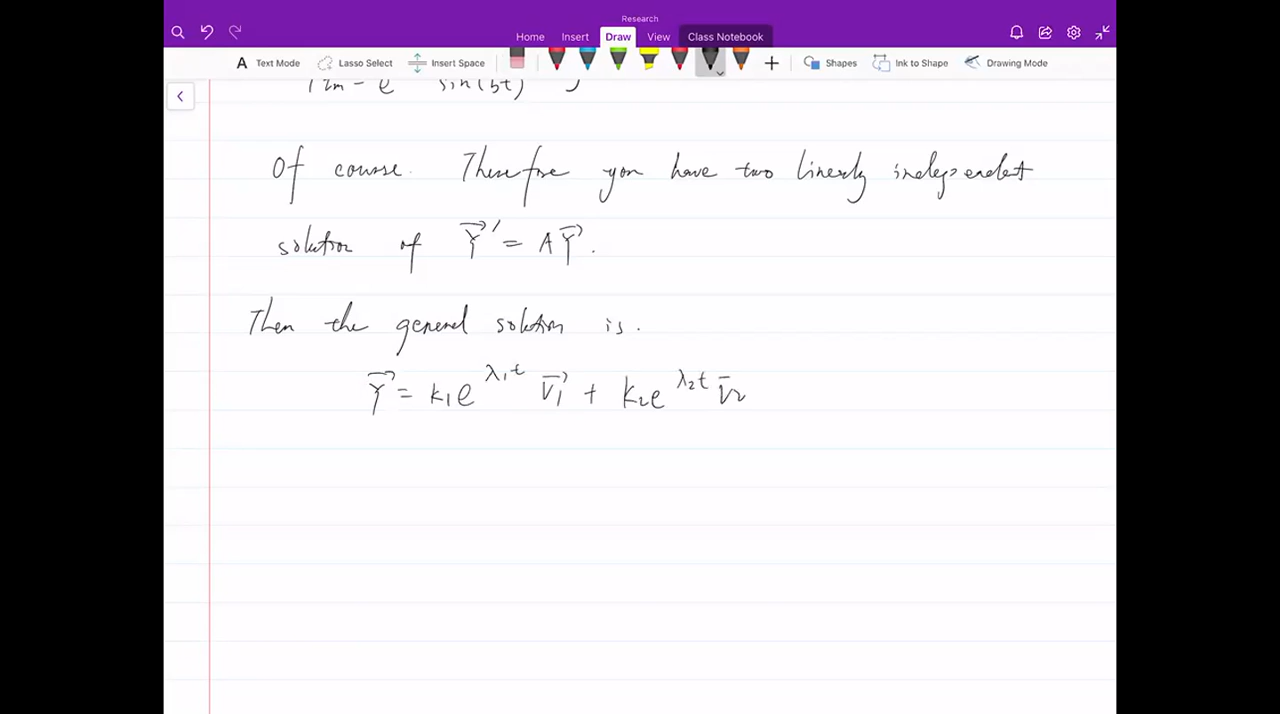 Research
Home Insert Draw View Class Notebook
A Text Mode Lasso Select Insert Space Shapes Ink to Shape Drawing Mode
sin(bt)
Of course. Therefore you have two linearly independent
solution of Y⃗' = AY⃗.
Then the general solution is.
Y⃗ = k₁e^λ₁t V⃗₁ + k₂e^λ₂t V̄₂